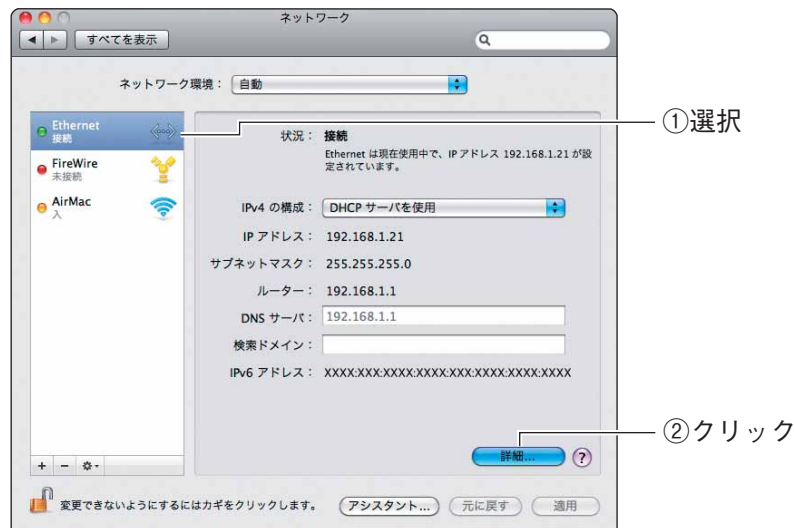 ネットワーク
すべてを表示
ネットワーク環境： 自動
Ethernet
接続
FireWire
未接続
AirMac
入
状況： 接続
Ethernet は現在使用中で、IP アドレス 192.168.1.21 が設
定されています。
IPv4 の構成： DHCP サーバを使用
IP アドレス： 192.168.1.21
サブネットマスク： 255.255.255.0
ルーター： 192.168.1.1
DNS サーバ： 192.168.1.1
検索ドメイン：
IPv6 アドレス： XXXX:XXX:XXXX:XXXX:XXX:XXXX:XXXX:XXXX
詳細... ?
+ −
変更できないようにするにはカギをクリックします。 アシスタント... 元に戻す 適用
①選択
②クリック